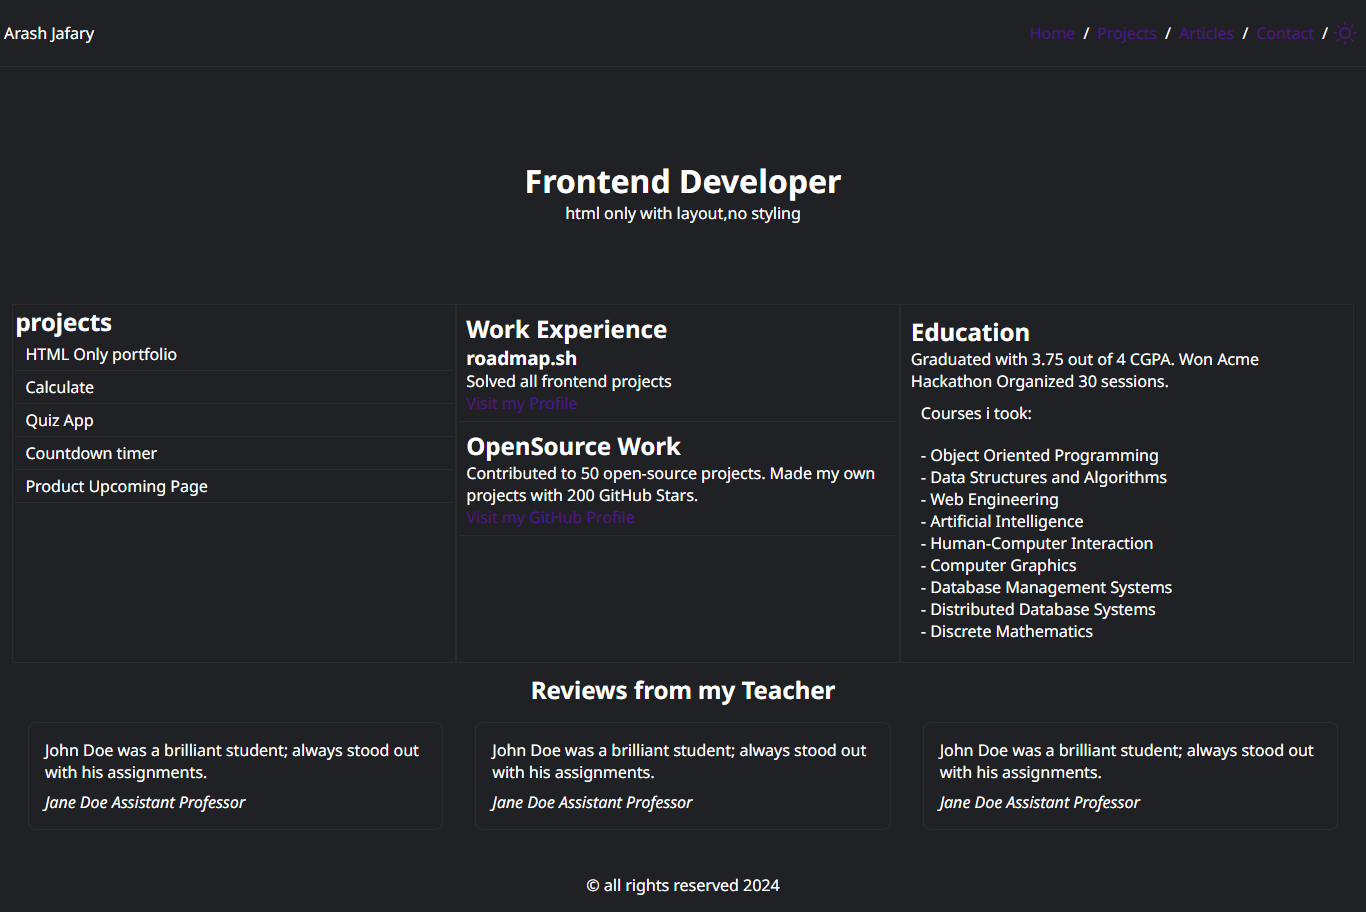 Arash Jafary
Home / Projects / Articles / Contact /
Frontend Developer
html only with layout,no styling
projects
HTML Only portfolio
Calculate
Quiz App
Countdown timer
Product Upcoming Page
Work Experience
roadmap.sh
Solved all frontend projects
Visit my Profile
OpenSource Work
Contributed to 50 open-source projects. Made my own
projects with 200 GitHub Stars.
Visit my GitHub Profile
Education
Graduated with 3.75 out of 4 CGPA. Won Acme
Hackathon Organized 30 sessions.
Courses i took:
- Object Oriented Programming
- Data Structures and Algorithms
- Web Engineering
- Artificial Intelligence
- Human-Computer Interaction
- Computer Graphics
- Database Management Systems
- Distributed Database Systems
- Discrete Mathematics
Reviews from my Teacher
John Doe was a brilliant student; always stood out
with his assignments.
Jane Doe Assistant Professor
John Doe was a brilliant student; always stood out
with his assignments.
Jane Doe Assistant Professor
John Doe was a brilliant student; always stood out
with his assignments.
Jane Doe Assistant Professor
© all rights reserved 2024